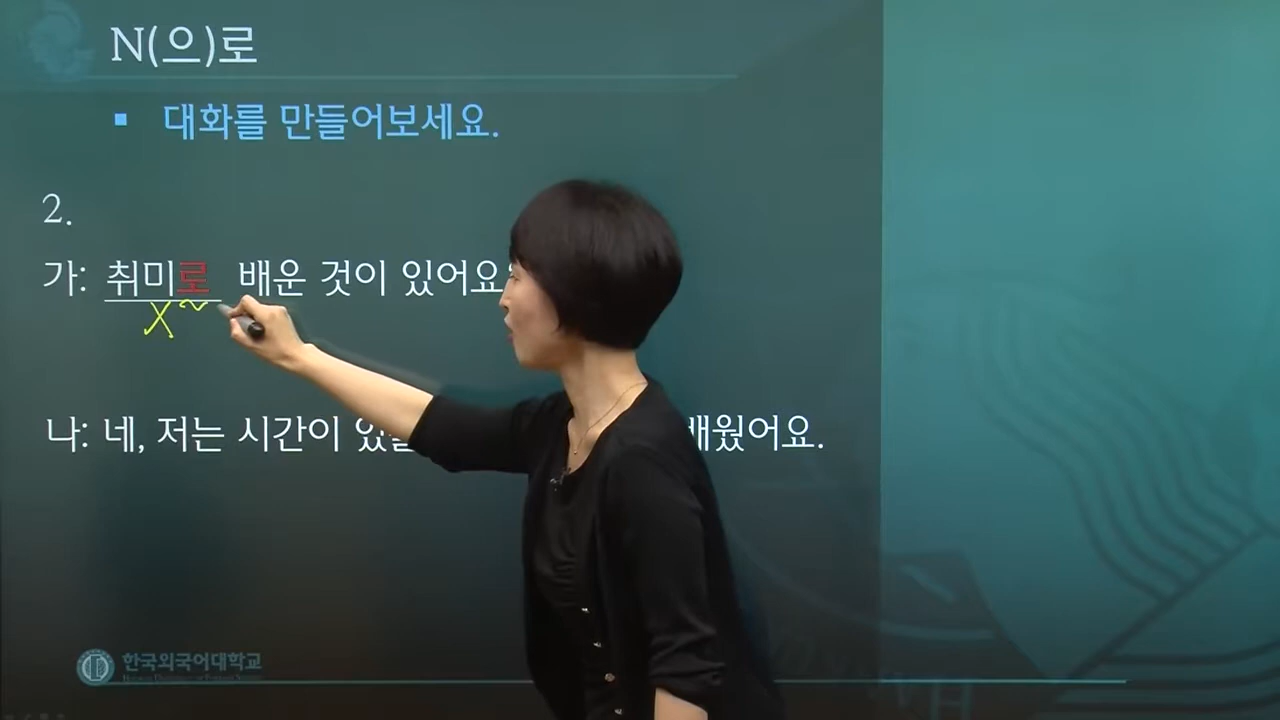 N(으)로
대화를 만들어보세요.
2.
가: 취미로 배운 것이 있어요
X ~
나: 네, 저는 시간이 배웠어요.
한국외국어대학교